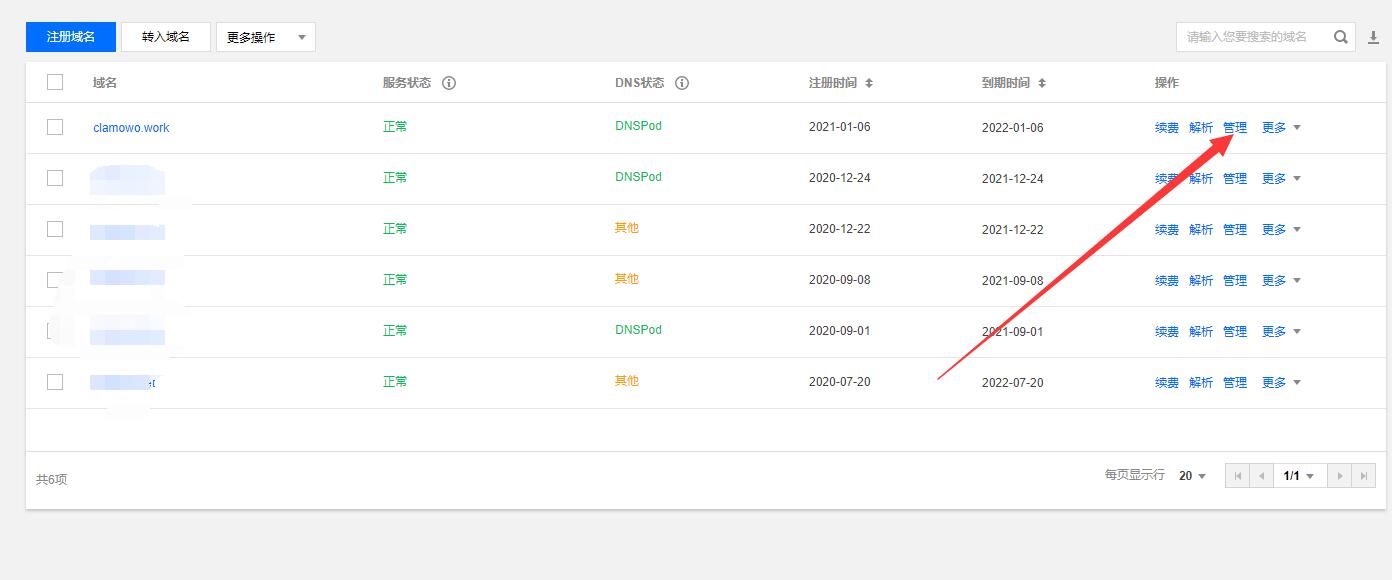 注册域名 转入域名 更多操作 请输入您要搜索的域名
域名 服务状态 DNS状态 注册时间 到期时间 操作
clamowo.work 正常 DNSPod 2021-01-06 2022-01-06 续费 解析 管理 更多
正常 DNSPod 2020-12-24 2021-12-24 续费 解析 管理 更多
正常 其他 2020-12-22 2021-12-22 续费 解析 管理 更多
正常 其他 2020-09-08 2021-09-08 续费 解析 管理 更多
正常 DNSPod 2020-09-01 2021-09-01 续费 解析 管理 更多
正常 其他 2020-07-20 2022-07-20 续费 解析 管理 更多
共6项 每页显示行 20 1/1